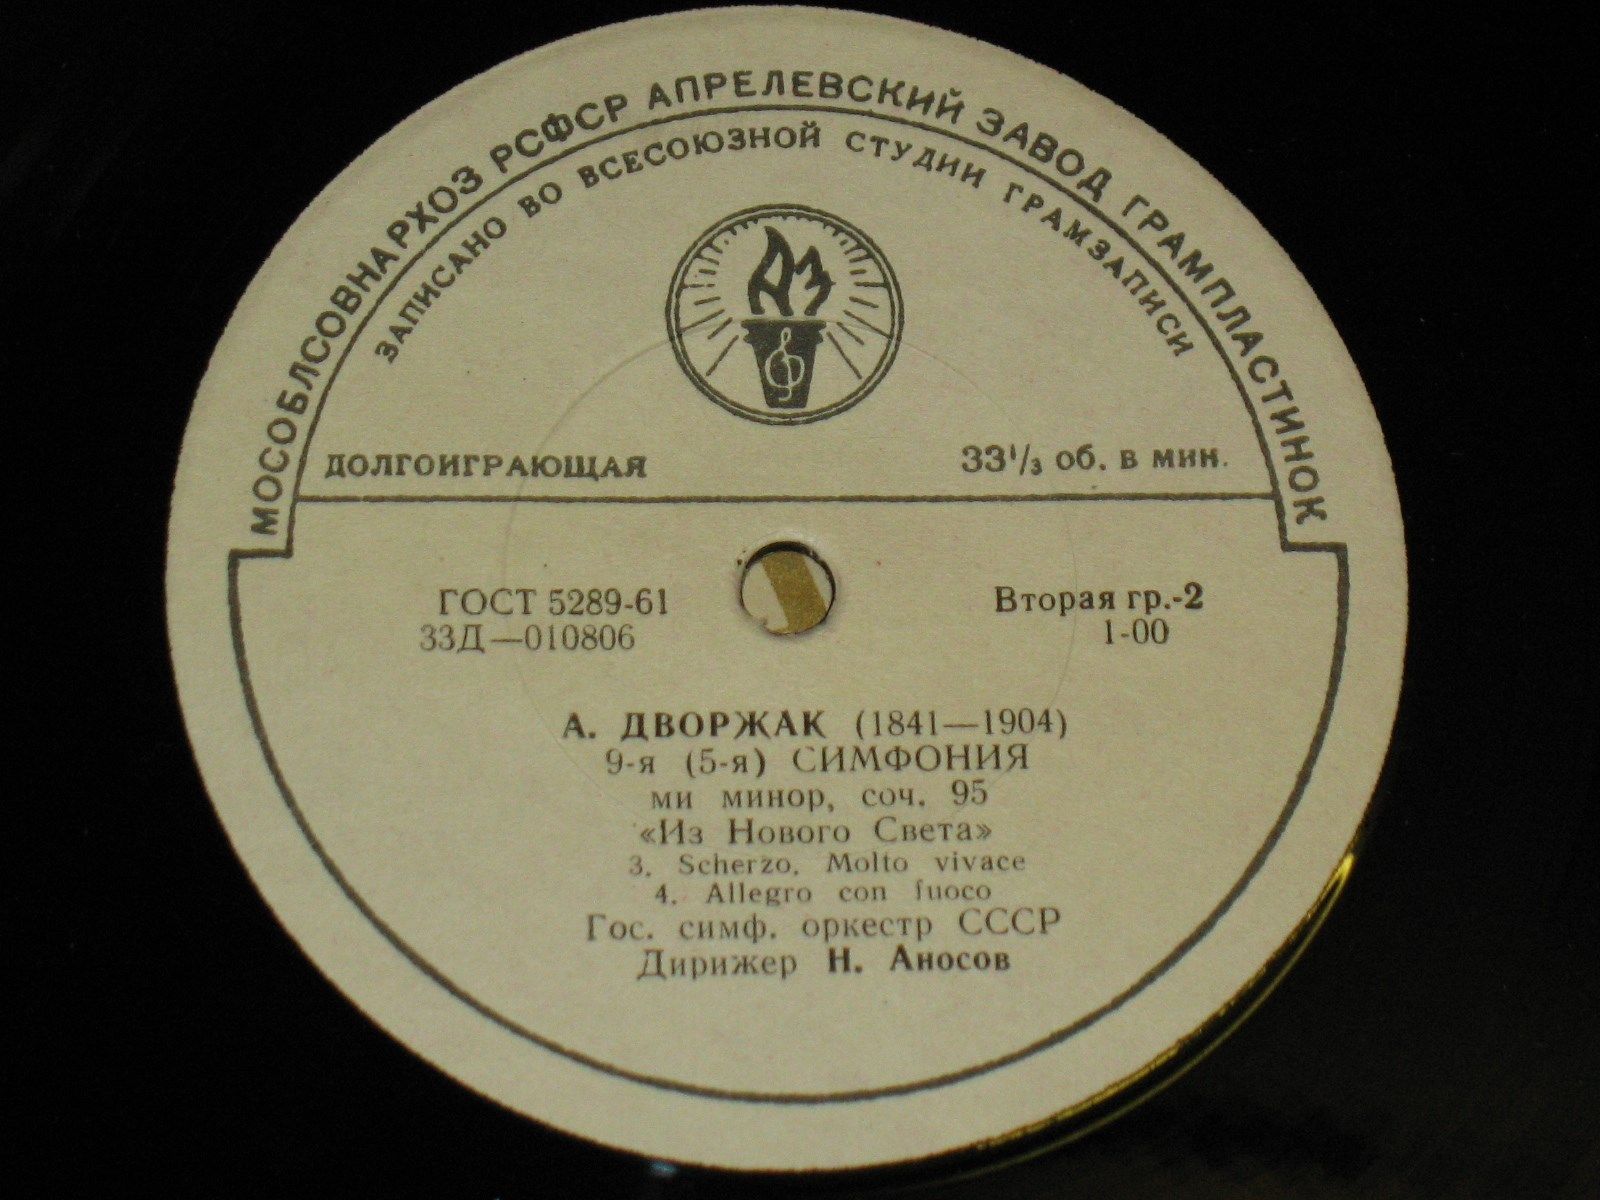 МОСОБЛСОВНАРХОЗ РСФСР АПРЕЛЕВСКИЙ ЗАВОД ГРАМПЛАСТИНОК
ЗАПИСАНО ВО ВСЕСОЮЗНОЙ СТУДИИ ГРАМЗАПИСИ
АЗ
ДОЛГОИГРАЮЩАЯ 33⅓ об. в мин.
ГОСТ 5289-61 Вторая гр.-2
33Д—010806 1-00
А. ДВОРЖАК (1841—1904)
9-я (5-я) СИМФОНИЯ
ми минор, соч. 95
«Из Нового Света»
3. Scherzo. Molto vivace
4. Allegro con fuoco
Гос. симф. оркестр СССР
Дирижер Н. Аносов